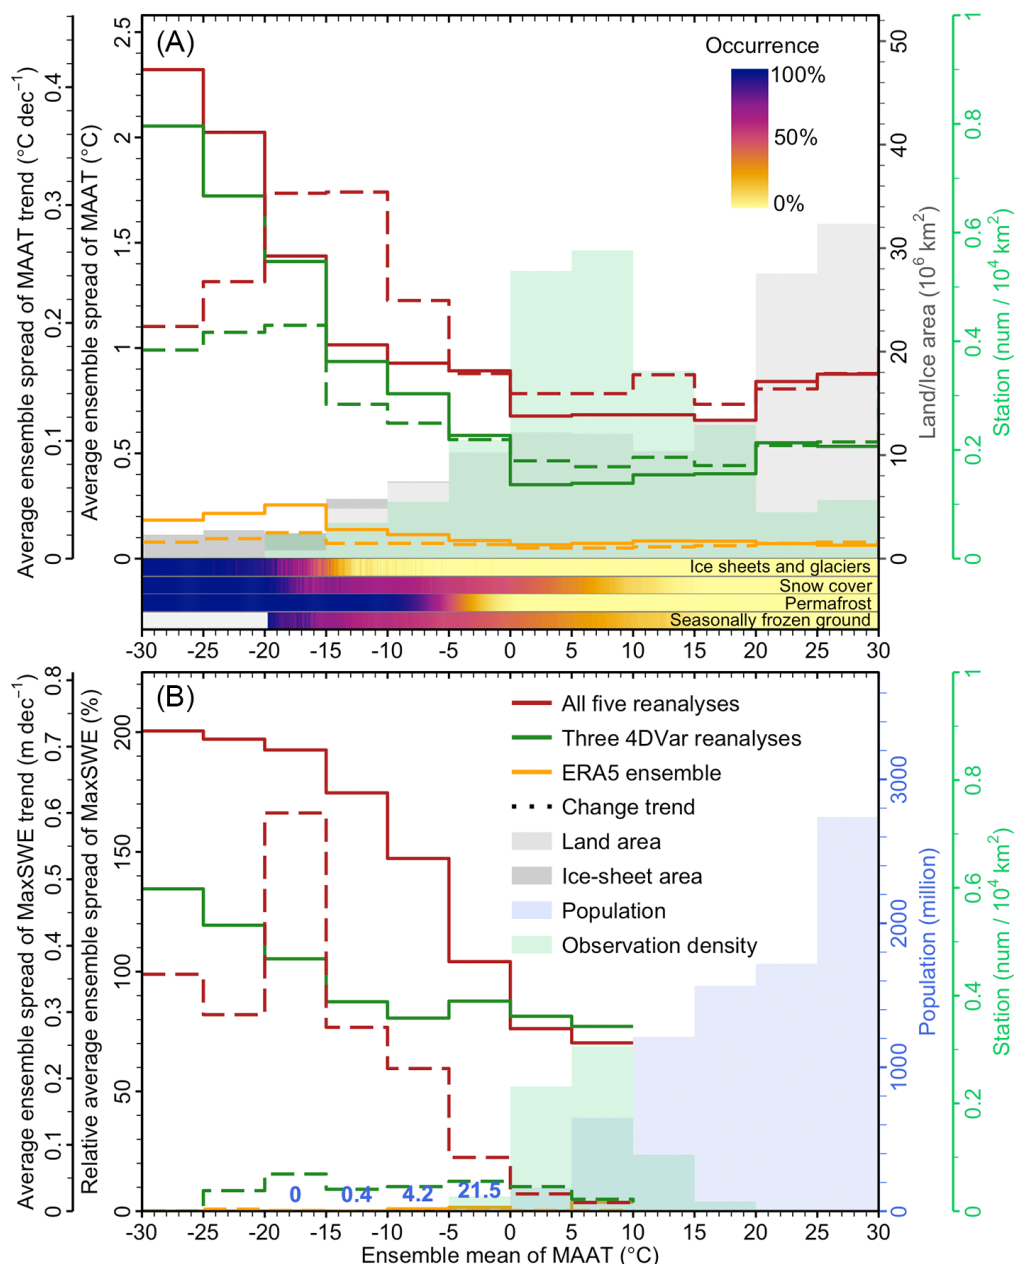 (A)
Occurrence
100%
50%
0%
Average ensemble spread of MAAT trend (°C dec⁻¹)
0 0.1 0.2 0.3 0.4
Average ensemble spread of MAAT (°C)
0 0.5 1 1.5 2 2.5
Land/Ice area (10⁶ km²)
0 10 20 30 40 50
Station (num / 10⁴ km²)
0 0.2 0.4 0.6 0.8 1
Ice sheets and glaciers
Snow cover
Permafrost
Seasonally frozen ground
-30 -25 -20 -15 -10 -5 0 5 10 15 20 25 30
(B)
All five reanalyses
Three 4DVar reanalyses
ERA5 ensemble
Change trend
Land area
Ice-sheet area
Population
Observation density
Average ensemble spread of MaxSWE trend (m dec⁻¹)
0 0.1 0.2 0.3 0.4 0.5 0.6 0.7 0.8
Relative average ensemble spread of MaxSWE (%)
0 50 100 150 200
Population (million)
0 1000 2000 3000
Station (num / 10⁴ km²)
0 0.2 0.4 0.6 0.8 1
0 0.4 4.2 21.5
-30 -25 -20 -15 -10 -5 0 5 10 15 20 25 30
Ensemble mean of MAAT (°C)